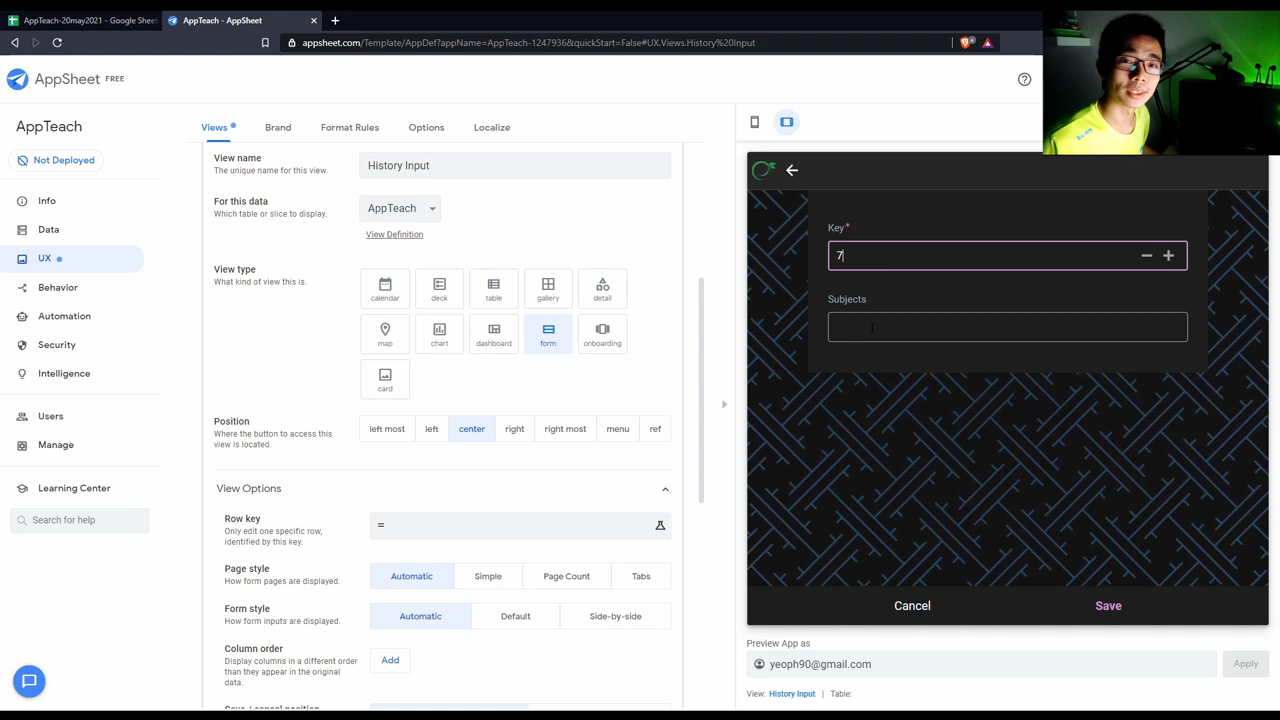 AppTeach-20may2021 - Google Sheet
AppTeach - AppSheet
appsheet.com/Template/AppDef?appName=AppTeach-1247936&quickStart=False#UX.Views.History%20Input
AppSheet FREE
AppTeach
Not Deployed
Info
Data
UX
Behavior
Automation
Security
Intelligence
Users
Manage
Learning Center
Search for help
Views
Brand
Format Rules
Options
Localize
View name
The unique name for this view.
History Input
For this data
Which table or slice to display.
AppTeach
View Definition
View type
What kind of view this is.
calendar
deck
table
gallery
detail
map
chart
dashboard
form
onboarding
card
Position
Where the button to access this
view is located.
left most
left
center
right
right most
menu
ref
View Options
Row key
Only edit one specific row,
identified by this key.
=
Page style
How form pages are displayed.
Automatic
Simple
Page Count
Tabs
Form style
How form inputs are displayed.
Automatic
Default
Side-by-side
Column order
Display columns in a different order
than they appear in the original
data.
Add
Save / cancel position
Key*
7
Subjects
Cancel
Save
Preview App as
yeoph90@gmail.com
Apply
View: History Input | Table: